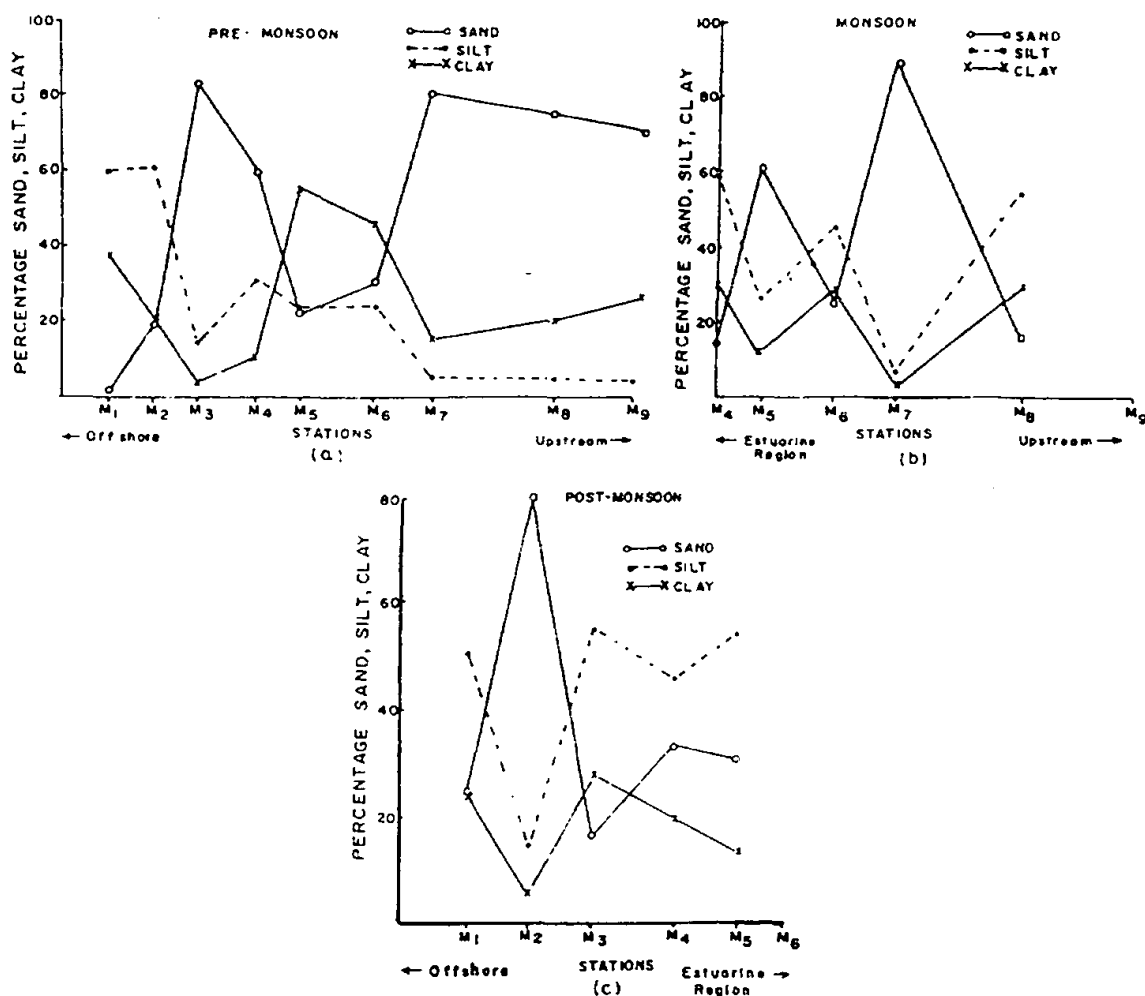 PRE-MONSOON
SAND
SILT
CLAY
PERCENTAGE SAND, SILT, CLAY
100
80
60
40
20
M1 M2 M3 M4 M5 M6 M7 M8 M9
← Offshore STATIONS Upstream →
(a)
MONSOON
SAND
SILT
CLAY
PERCENTAGE SAND, SILT, CLAY
100
80
60
40
20
M4 M5 M6 M7 M8 M9
← Estuarine Region STATIONS Upstream →
(b)
POST-MONSOON
SAND
SILT
CLAY
PERCENTAGE SAND, SILT, CLAY
80
60
40
20
M1 M2 M3 M4 M5 M6
← Offshore STATIONS Estuarine Region →
(c)